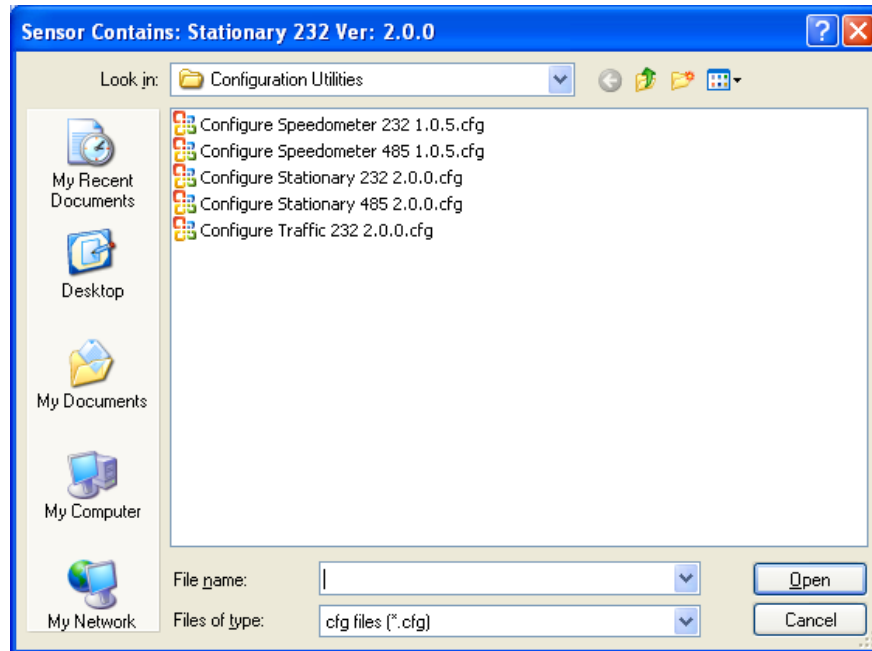 Sensor Contains: Stationary 232 Ver: 2.0.0
Look in:
Configuration Utilities
Configure Speedometer 232 1.0.5.cfg
Configure Speedometer 485 1.0.5.cfg
Configure Stationary 232 2.0.0.cfg
Configure Stationary 485 2.0.0.cfg
Configure Traffic 232 2.0.0.cfg
My Recent
Documents
Desktop
My Documents
My Computer
My Network
File name:
Open
Files of type:
cfg files (*.cfg)
Cancel